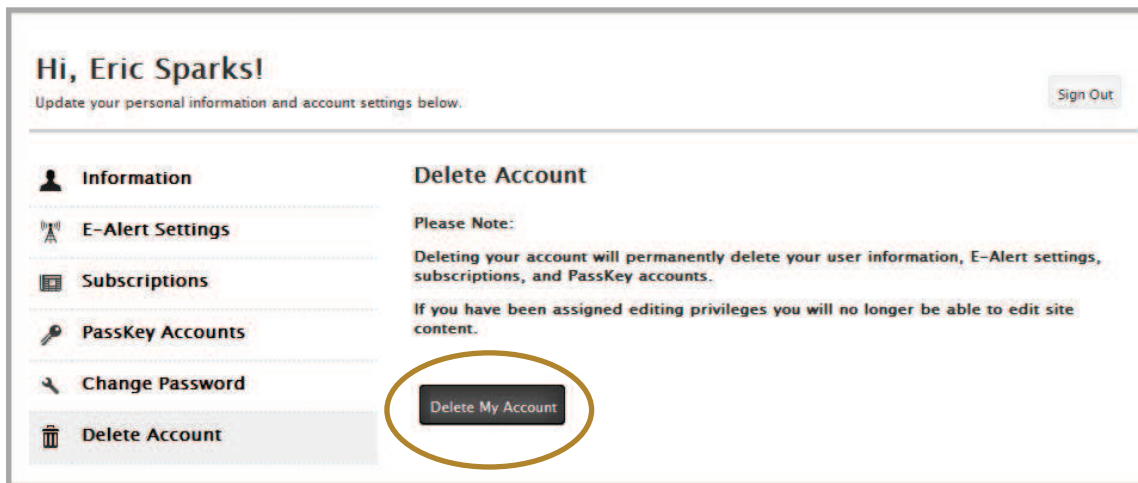 Hi, Eric Sparks!
Update your personal information and account settings below.
Sign Out
Information
E-Alert Settings
Subscriptions
PassKey Accounts
Change Password
Delete Account
Delete Account
Please Note:
Deleting your account will permanently delete your user information, E-Alert settings,
subscriptions, and PassKey accounts.
If you have been assigned editing privileges you will no longer be able to edit site
content.
Delete My Account